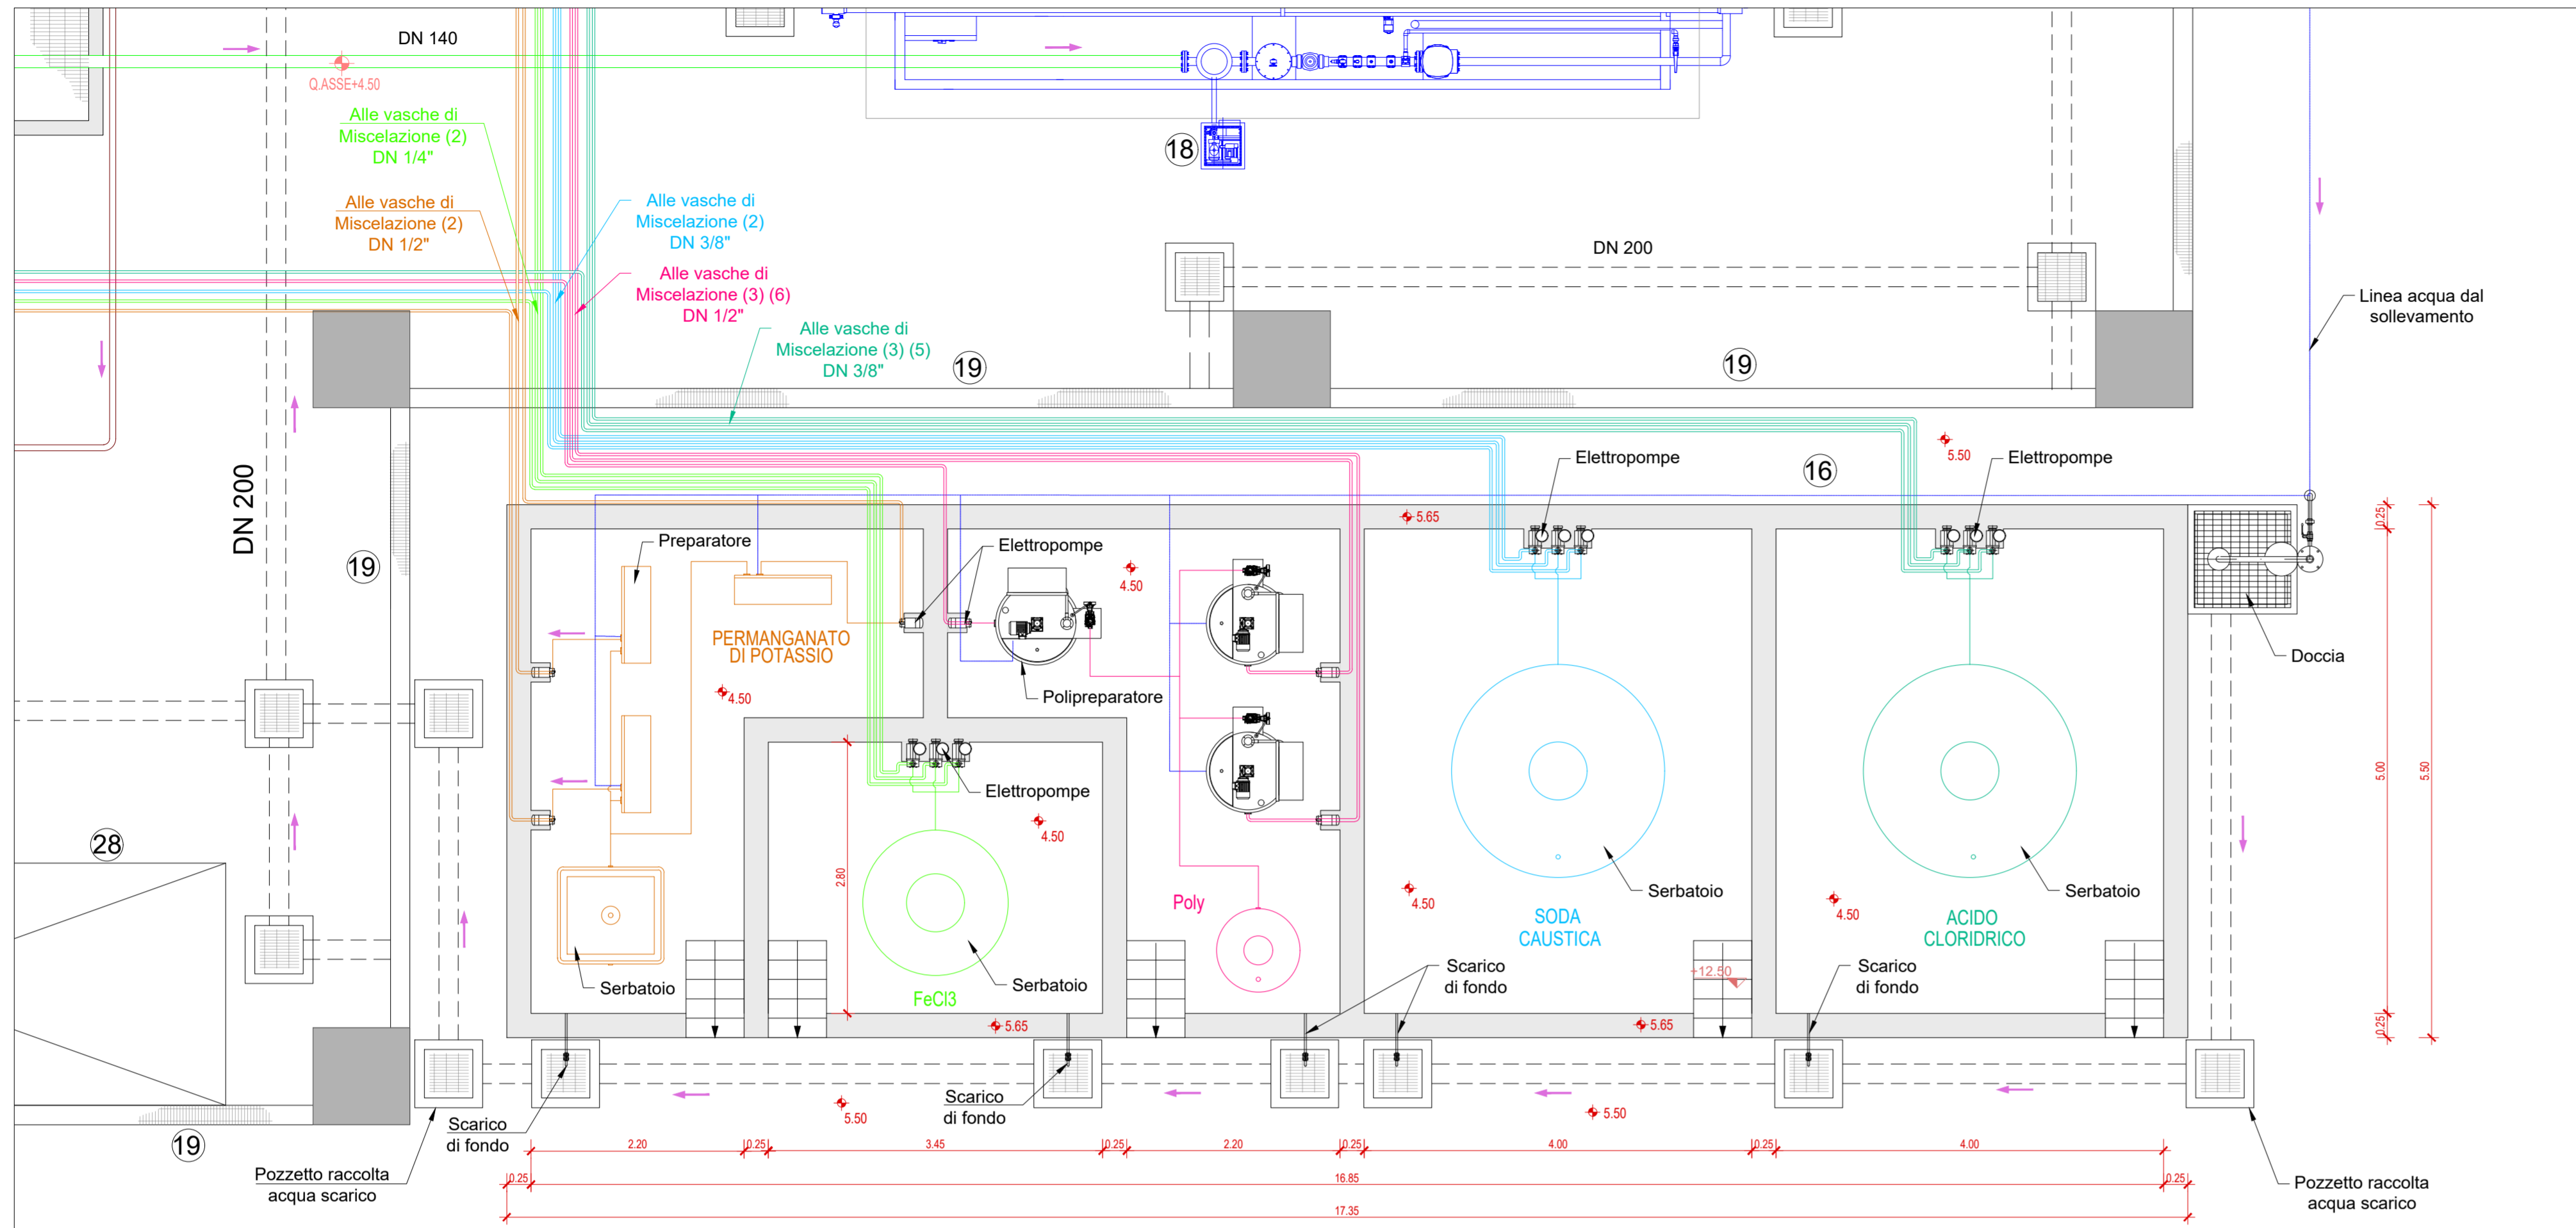 DN 140
Q.ASSE+4.50
Alle vasche di
Miscelazione (2)
DN 1/4"
Alle vasche di
Miscelazione (2)
DN 1/2"
Alle vasche di
Miscelazione (2)
DN 3/8"
Alle vasche di
Miscelazione (3) (6)
DN 1/2"
Alle vasche di
Miscelazione (3) (5)
DN 3/8"
18
DN 200
Linea acqua dal
sollevamento
19
19
5.50
Elettropompe
16
Elettropompe
DN 200
19
5.65
0.25
Preparatore
Elettropompe
4.50
PERMANGANATO
DI POTASSIO
4.50
Polipreparatore
Doccia
Elettropompe
4.50
5.00
5.50
28
2.80
Poly
4.50
Serbatoio
4.50
Serbatoio
SODA
CAUSTICA
ACIDO
CLORIDRICO
Serbatoio
Serbatoio
FeCl3
Scarico
di fondo
+12.50
Scarico
di fondo
5.65
5.65
0.25
Scarico
di fondo
Scarico
di fondo
5.50
5.50
19
Pozzetto raccolta
acqua scarico
2.20
0.25
3.45
0.25
2.20
0.25
4.00
0.25
4.00
0.25
16.85
0.25
17.35
Pozzetto raccolta
acqua scarico